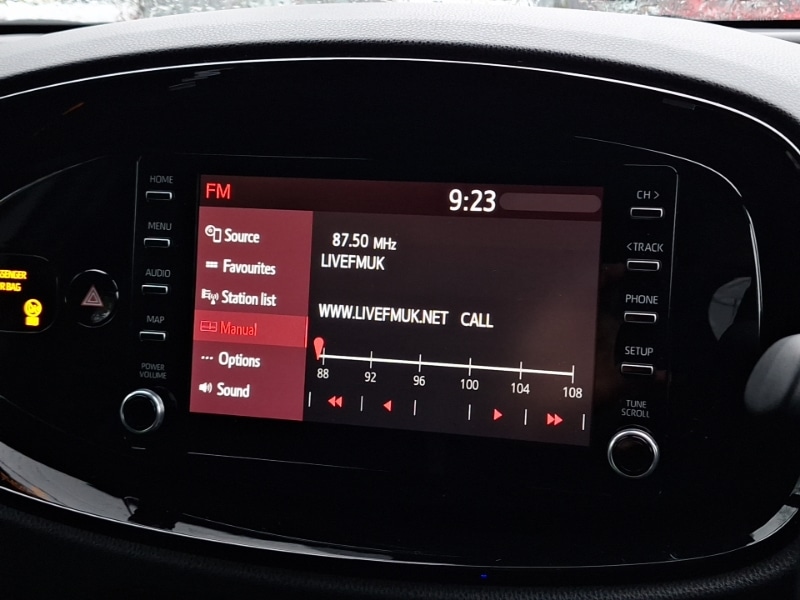 HOME
MENU
AUDIO
MAP
POWER
VOLUME
FM
9:23
Source
Favourites
Station list
Manual
Options
Sound
87.50 MHz
LIVEFMUK
WWW.LIVEFMUK.NET CALL
88 92 96 100 104 108
CH >
< TRACK
PHONE
SETUP
TUNE
SCROLL